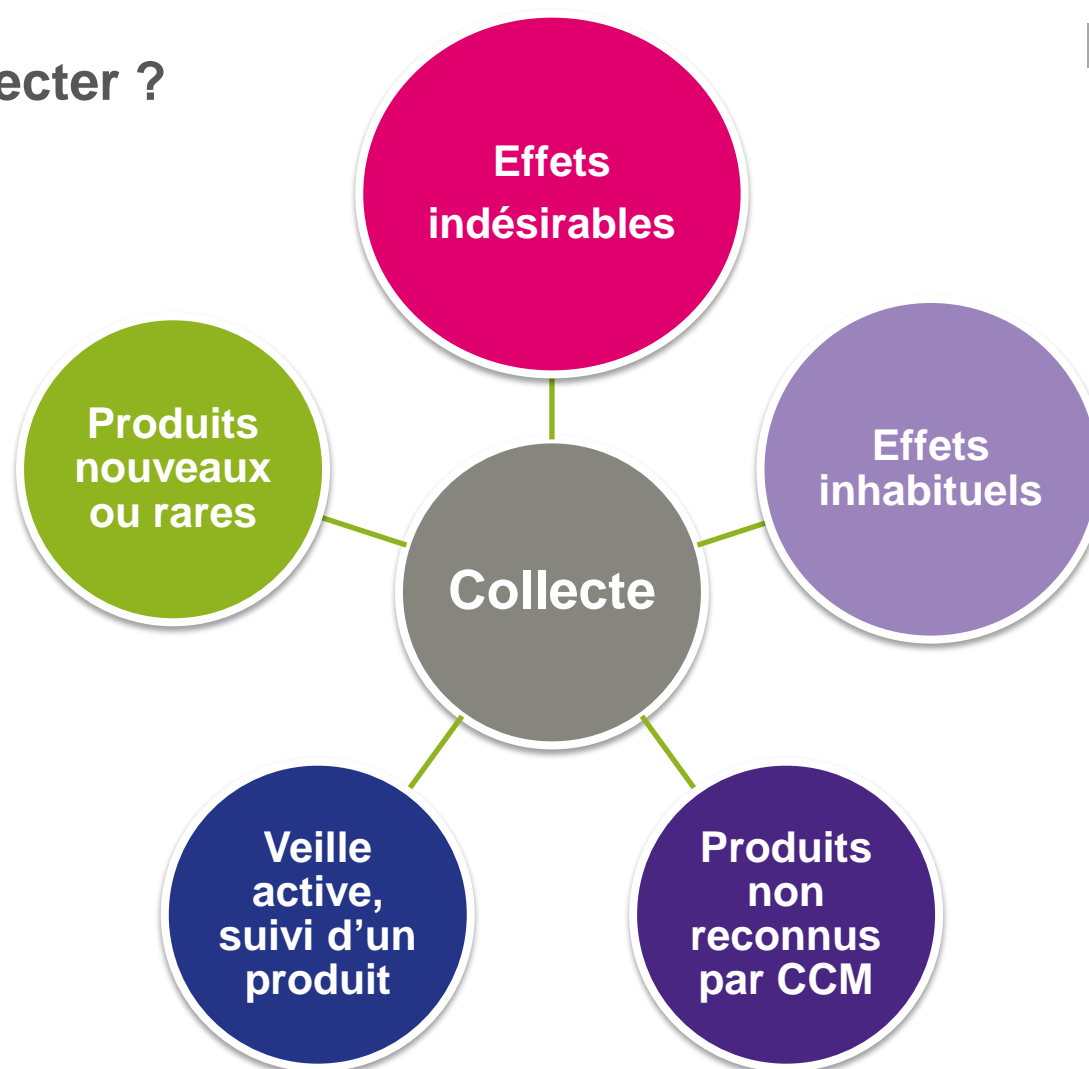 ecter ?
Effets
indésirables
Produits
nouveaux
ou rares
Effets
inhabituels
Collecte
Veille
active,
suivi d’un
produit
Produits
non
reconnus
par CCM